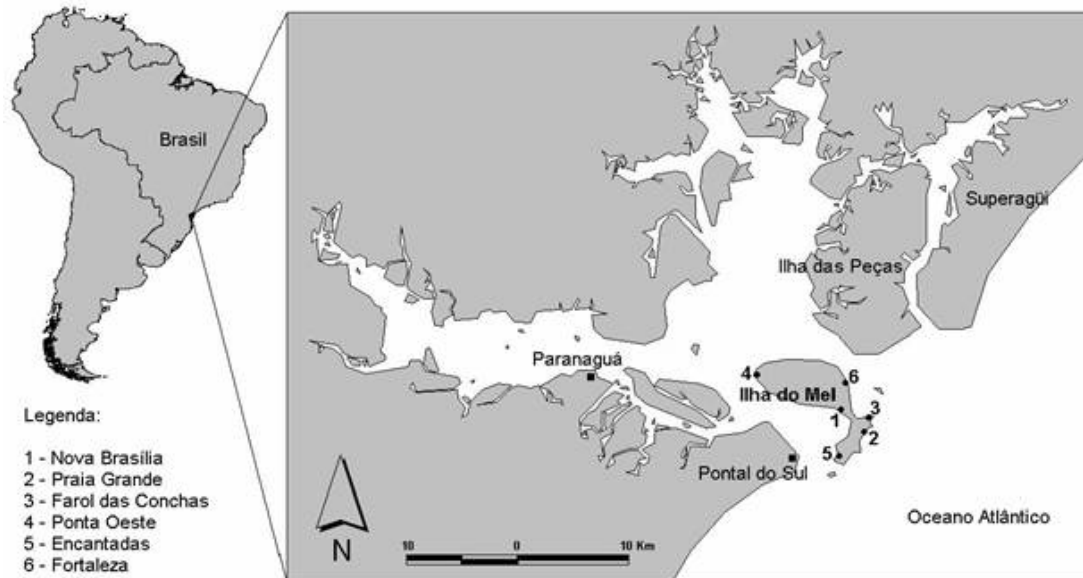 Brasil
Legenda:
1 - Nova Brasília
2 - Praia Grande
3 - Farol das Conchas
4 - Ponta Oeste
5 - Encantadas
6 - Fortaleza
Superagüi
Ilha das Peças
Paranaguá
4
6
Ilha do Mel
1
3
2
5
Pontal do Sul
Oceano Atlântico
N
10 0 10 Km